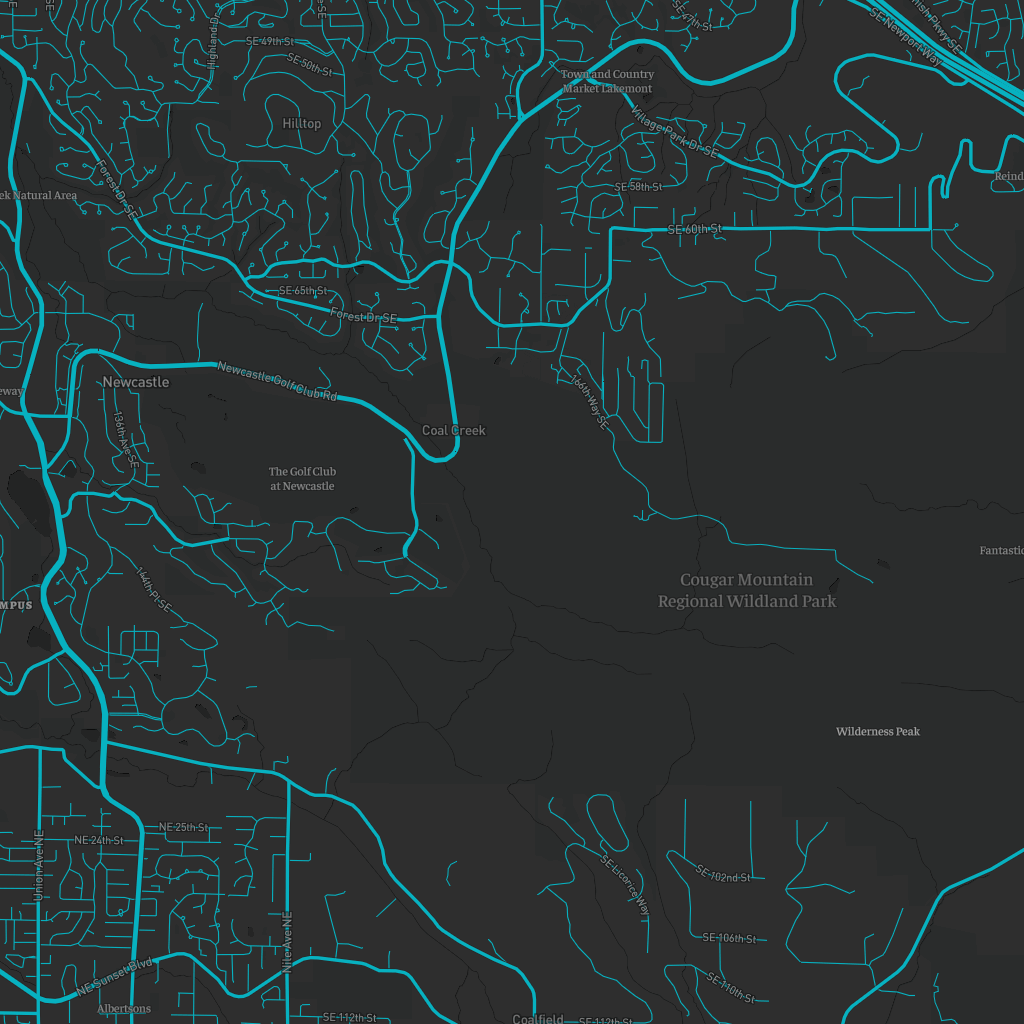 SE
SE
SE
SE 47th St
nish Pkwy SE
SE Newport Way
Highland D
SE 49th St
SE 50th St
Town and Country
Market Lakemont
Hilltop
Village Park Dr SE
Forest Dr SE
ek Natural Area
Reind
SE 58th St
SE 60th St
SE 65th St
Forest Dr SE
Newcastle
Newcastle Golf Club Rd
eway
166th Way SE
Coal Creek
136th Ave SE
The Golf Club
at Newcastle
Fantastic
144th Pl SE
Cougar Mountain
Regional Wildland Park
MPUS
Wilderness Peak
NE 25th St
NE 24th St
Union Ave NE
SE Licorice Way
SE 102nd St
Nile Ave NE
SE 106th St
NE Sunset Blvd
SE 110th St
Albertsons
SE 112th St
Coalfield
SE 112th St